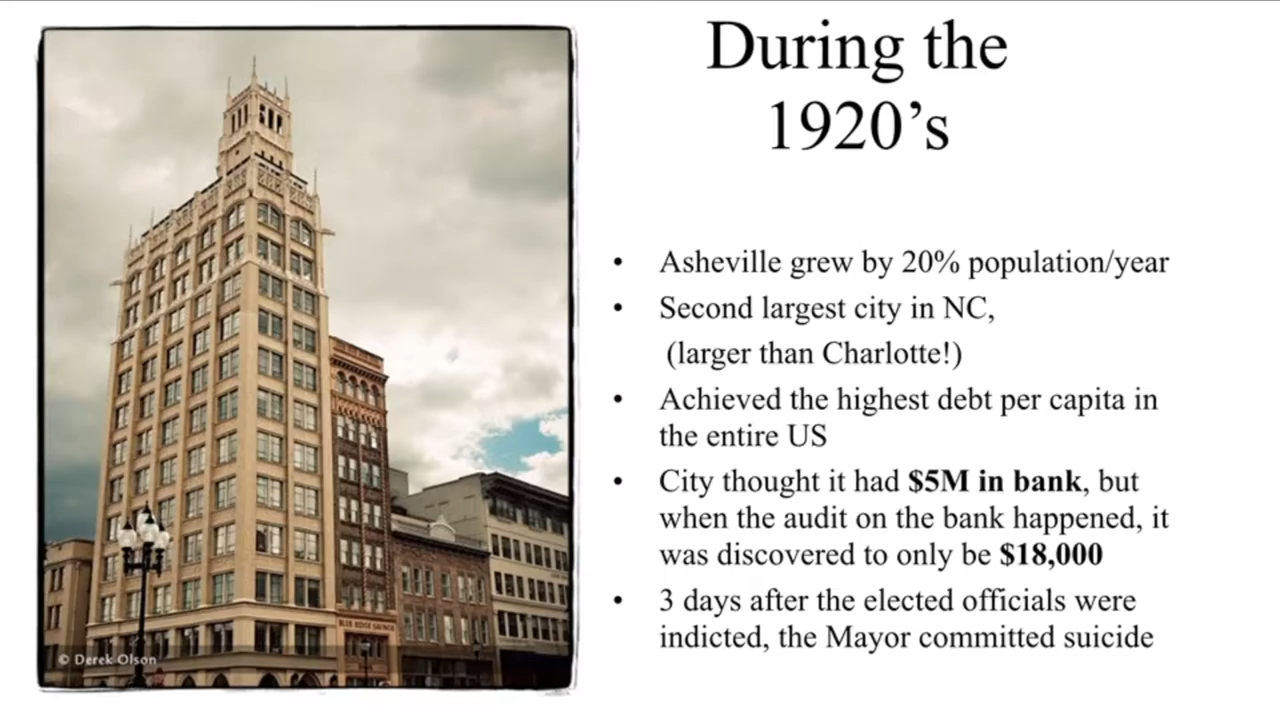 During the
1920’s
• Asheville grew by 20% population/year
• Second largest city in NC,
(larger than Charlotte!)
• Achieved the highest debt per capita in
the entire US
• City thought it had $5M in bank, but
when the audit on the bank happened, it
was discovered to only be $18,000
• 3 days after the elected officials were
indicted, the Mayor committed suicide
BLUE RIDGE SAVINGS
© Derek Olson